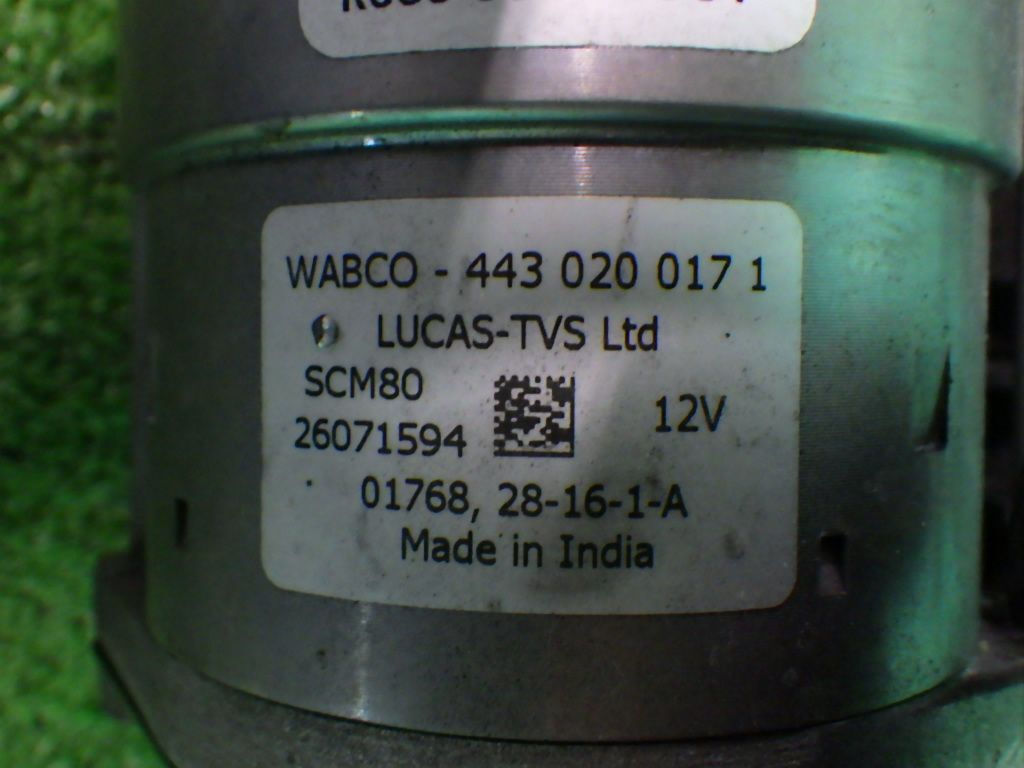 WABCO - 443 020 017 1
LUCAS-TVS Ltd
SCM80
12V
26071594
01768, 28-16-1-A
Made in India